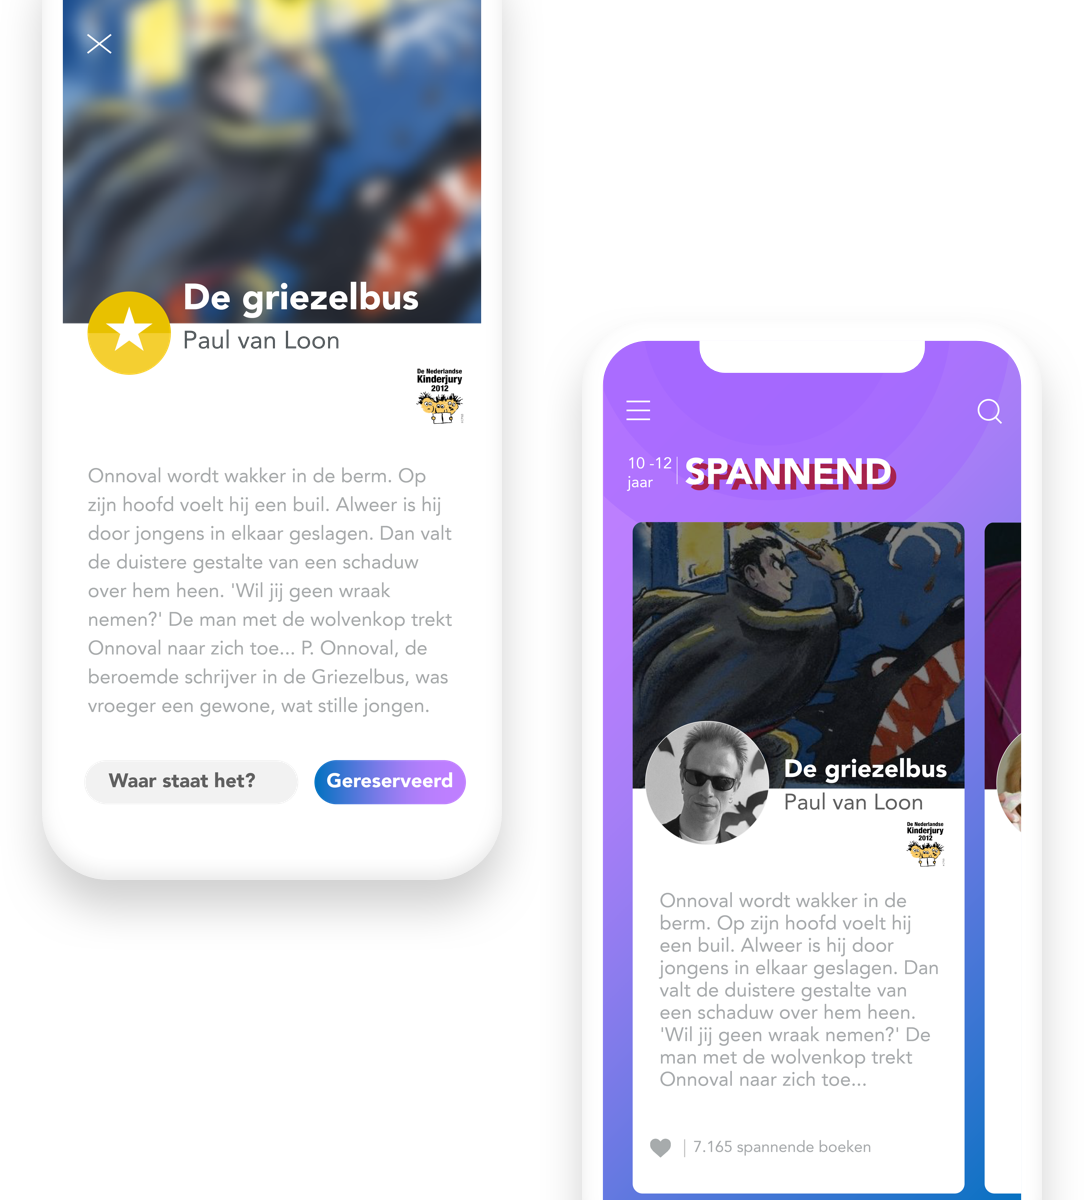 De griezelbus
Paul van Loon
De Nederlandse
Kinderjury
2012
Onnoval wordt wakker in de berm. Op
zijn hoofd voelt hij een buil. Alweer is hij
door jongens in elkaar geslagen. Dan valt
de duistere gestalte van een schaduw
over hem heen. 'Wil jij geen wraak
nemen?' De man met de wolvenkop trekt
Onnoval naar zich toe... P. Onnoval, de
beroemde schrijver in de Griezelbus, was
vroeger een gewone, wat stille jongen.
Waar staat het?
Gereserveerd
10 -12
jaar
SPANNEND
De griezelbus
Paul van Loon
De Nederlandse
Kinderjury
2012
Onnoval wordt wakker in de
berm. Op zijn hoofd voelt hij
een buil. Alweer is hij door
jongens in elkaar geslagen. Dan
valt de duistere gestalte van
een schaduw over hem heen.
'Wil jij geen wraak nemen?' De
man met de wolvenkop trekt
Onnoval naar zich toe...
7.165 spannende boeken